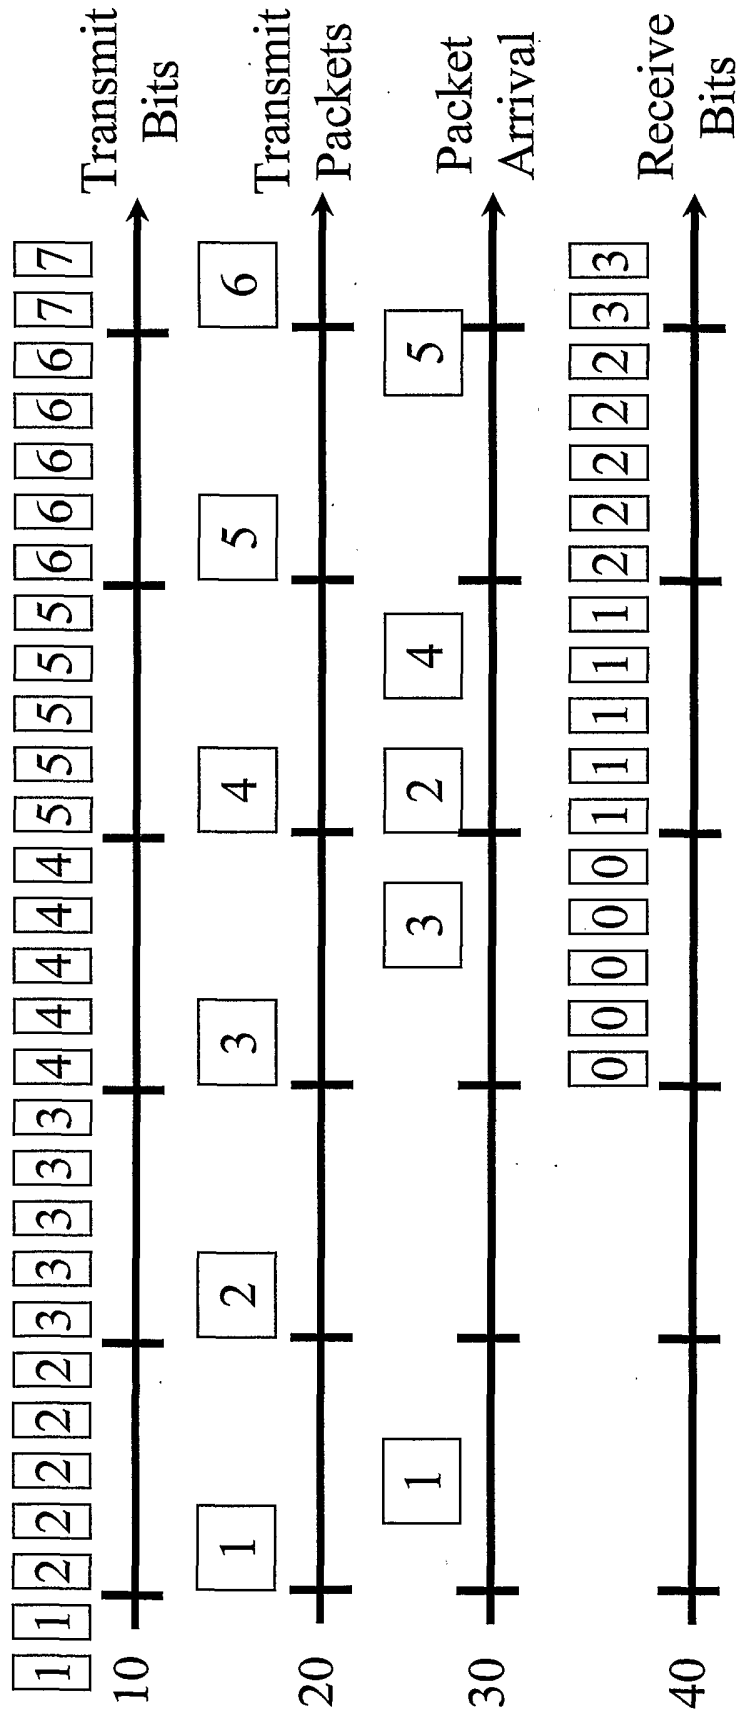 1 1 2 2 2 2 2 3 3 3 3 3 4 4 4 4 4 5 5 5 5 5 6 6 6 6 6 7 7
10 Transmit
Bits
1 2 3 4 5 6
20 Transmit
Packets
1 3 2 4 5
30 Packet
Arrival
0 0 0 0 0 1 1 1 1 1 2 2 2 2 2 3 3
40 Receive
Bits